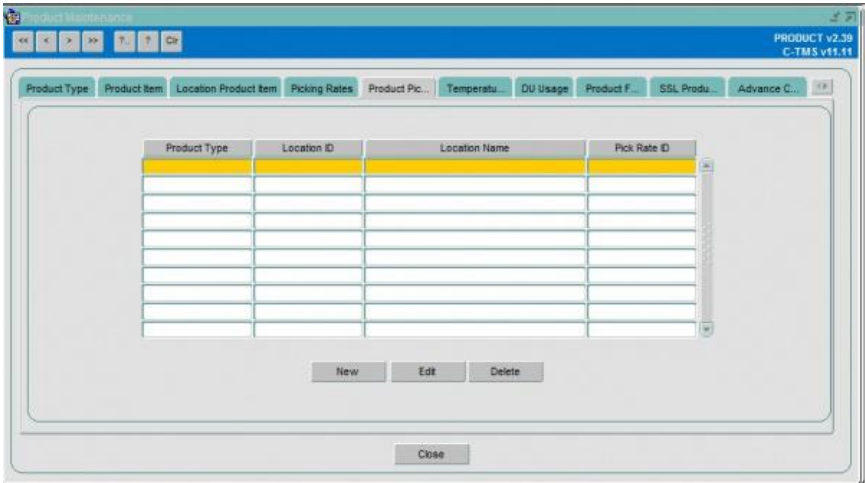 Product Maintenance
<< < > >> ?.. ? Clr
PRODUCT v2.39
C-TMS v11.11
Product Type Product Item Location Product Item Picking Rates Product Pic... Temperatu... DU Usage Product F... SSL Produ... Advance C...
Product Type Location ID Location Name Pick Rate ID
New Edit Delete
Close